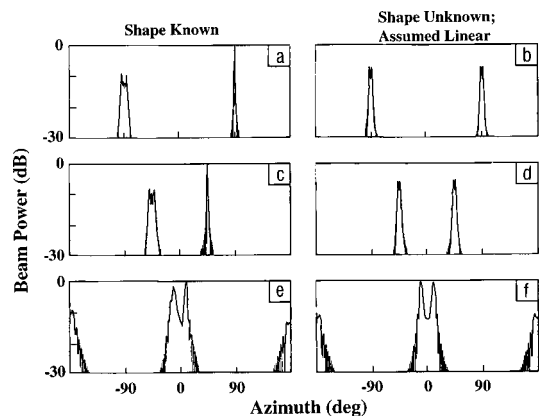 Shape Known
Shape Unknown;
Assumed Linear
0
-30
a
b
Beam Power (dB)
0
-30
c
d
0
-30
e
f
-90 0 90
-90 0 90
Azimuth (deg)